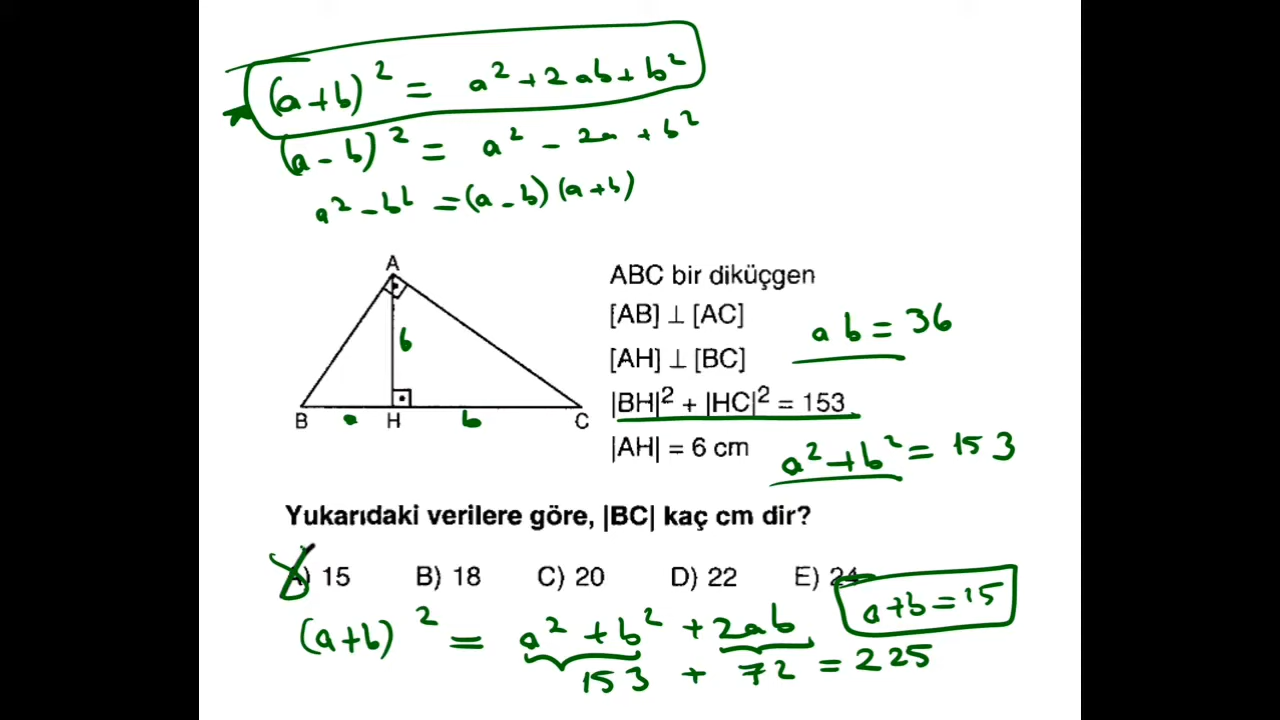 (a+b)² = a²+2ab+b²
(a-b)² = a² - 2a + b²
a² - bb = (a-b)(a+b)
A
6
B a H b C
ABC bir diküçgen
[AB] ⊥ [AC]
ab = 36
[AH] ⊥ [BC]
|BH|² + |HC|² = 153
|AH| = 6 cm
a²+b² = 153
Yukarıdaki verilere göre, |BC| kaç cm dir?
A) 15 B) 18 C) 20 D) 22 E) 24
a+b=15
(a+b)² = a²+b² + 2ab
153 + 72 = 225